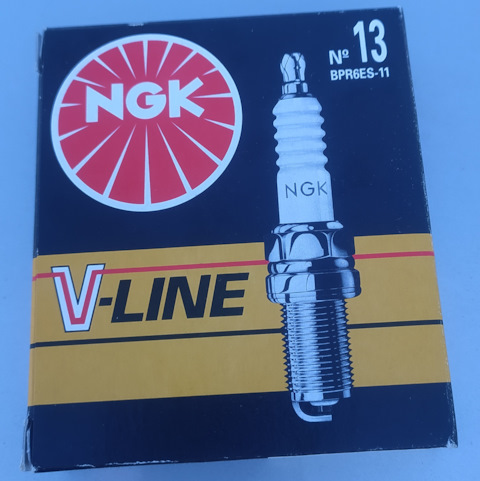 NGK
Nº 13
BPR6ES-11
NGK
V-LINE